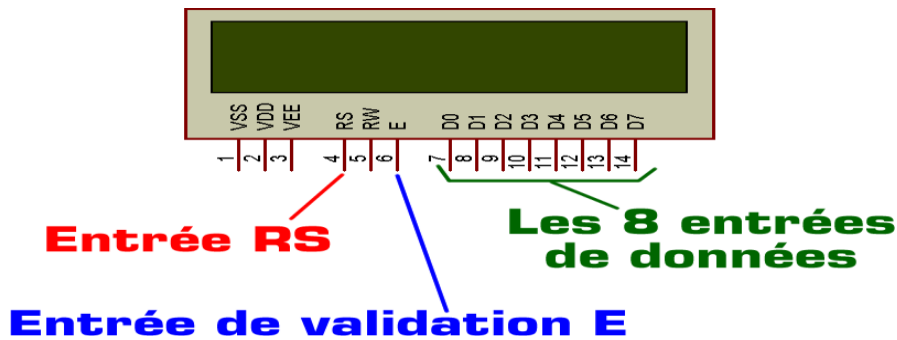 VSS VDD VEE RS RW E D0 D1 D2 D3 D4 D5 D6 D7
1 2 3 4 5 6 7 8 9 10 11 12 13 14
Entrée RS
Les 8 entrées
de données
Entrée de validation E